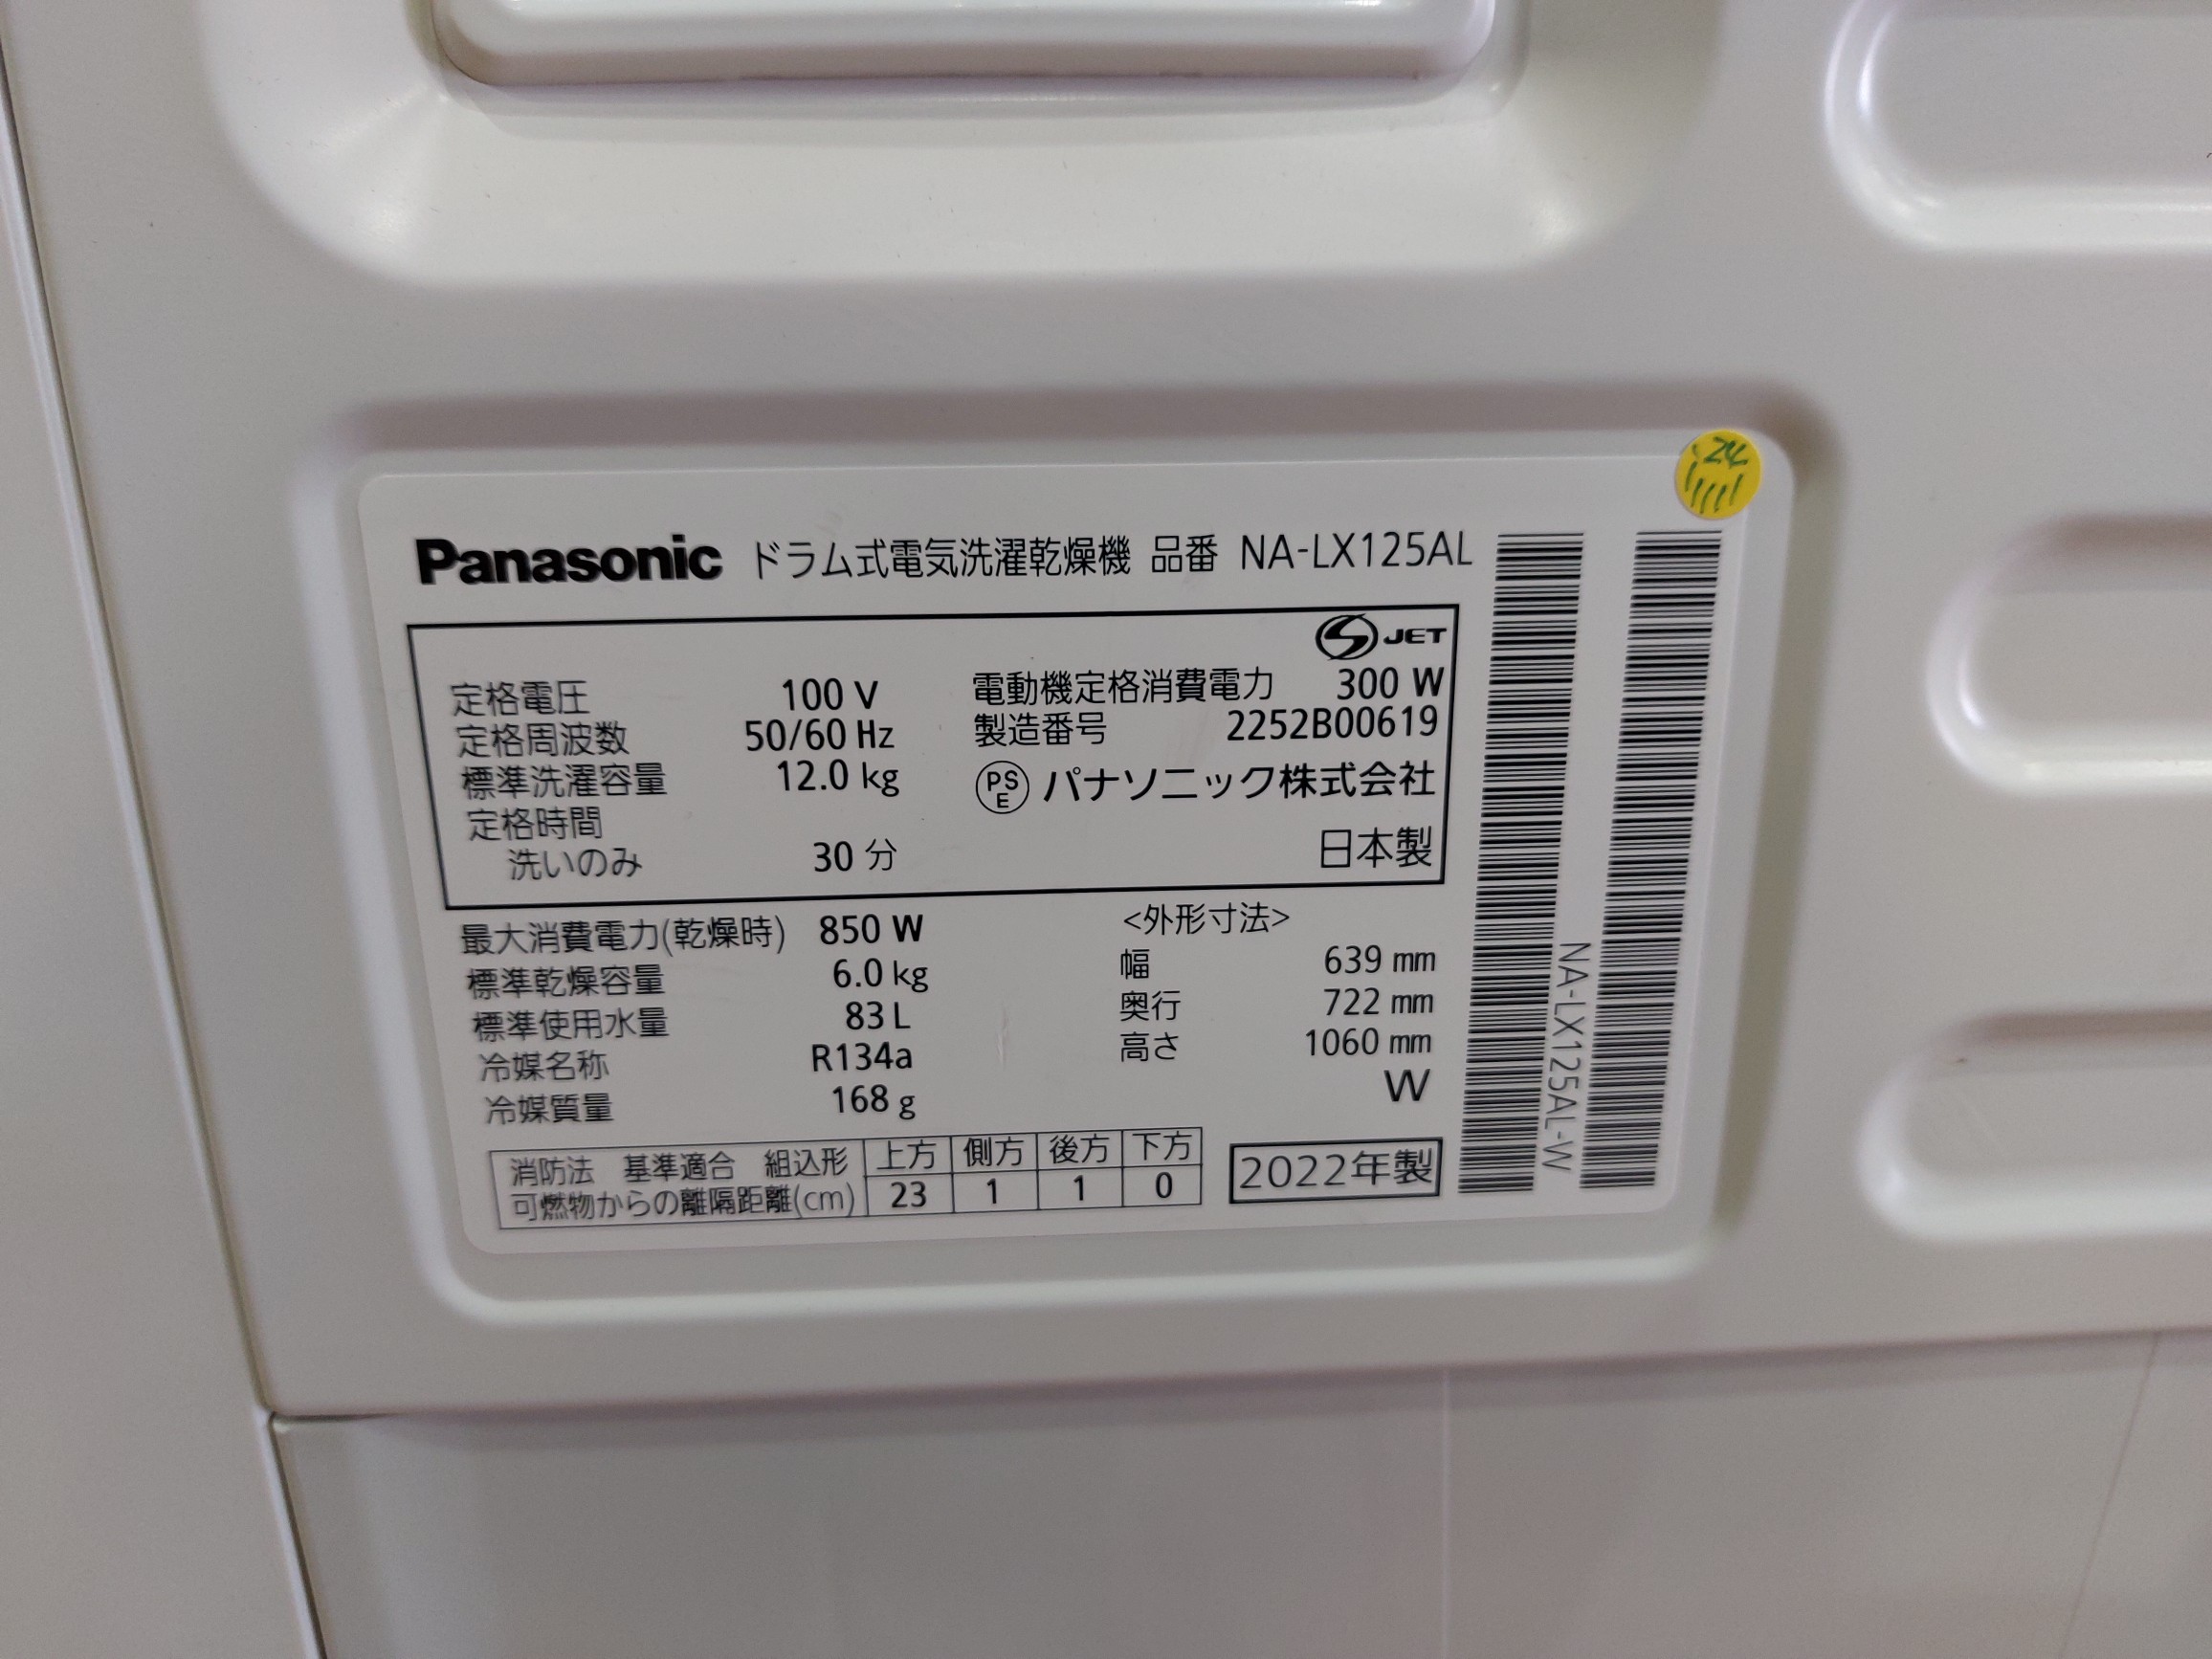 Panasonic ドラム式電気洗濯乾燥機 品番 NA-LX125AL
S JET
定格電圧 100 V
定格周波数 50/60 Hz
標準洗濯容量 12.0 kg
定格時間
洗いのみ 30 分
電動機定格消費電力 300 W
製造番号 2252B00619
PSE パナソニック株式会社
日本製
最大消費電力(乾燥時) 850 W
標準乾燥容量 6.0 kg
標準使用水量 83 L
冷媒名称 R134a
冷媒質量 168 g
<外形寸法>
幅 639 mm
奥行 722 mm
高さ 1060 mm
W
消防法 基準適合 組込形 上方 側方 後方 下方
可燃物からの離隔距離(cm) 23 1 1 0
2022年製
NA-LX125AL-W